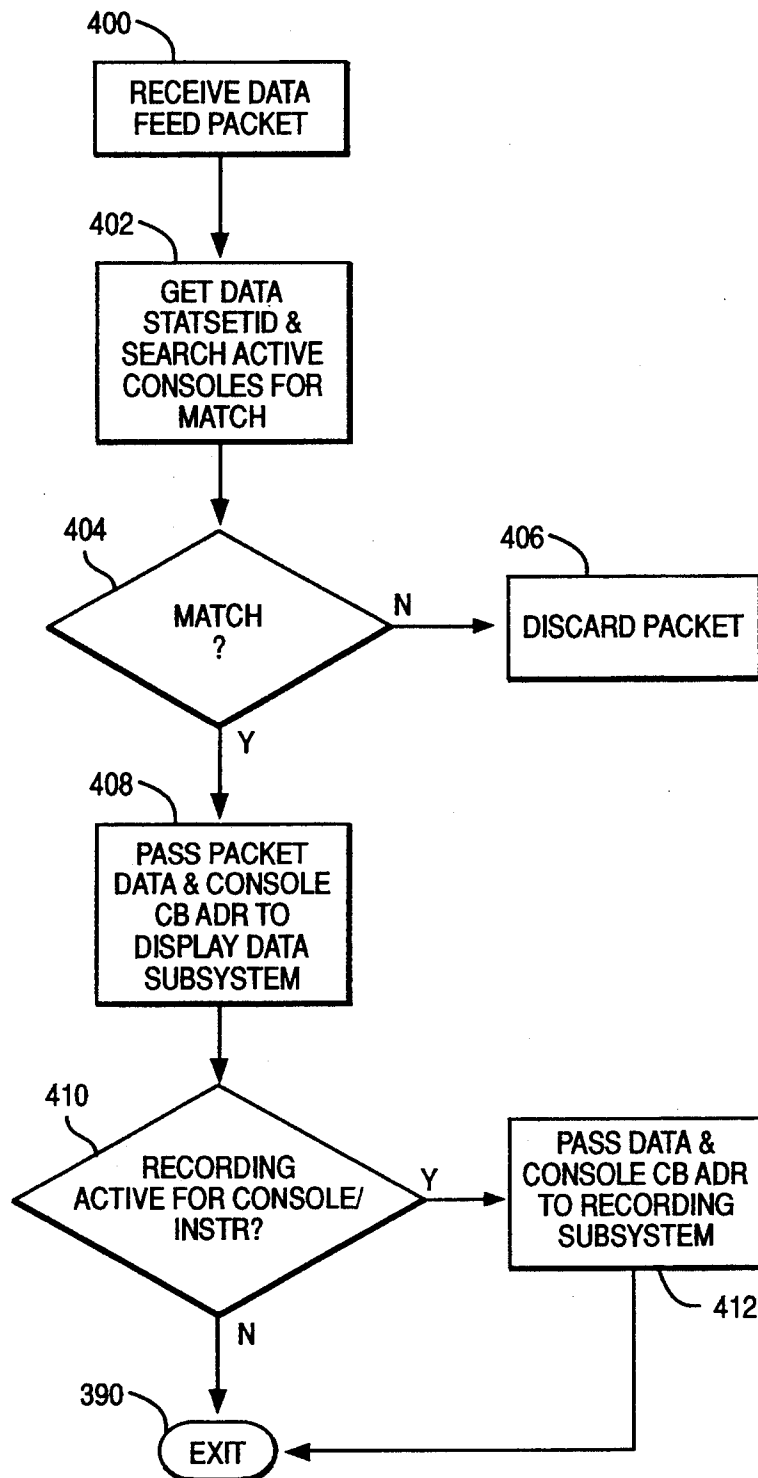 400
RECEIVE DATA
FEED PACKET
402
GET DATA
STATSETID &
SEARCH ACTIVE
CONSOLES FOR
MATCH
404
MATCH
?
N
406
DISCARD PACKET
Y
408
PASS PACKET
DATA & CONSOLE
CB ADR TO
DISPLAY DATA
SUBSYSTEM
410
RECORDING
ACTIVE FOR CONSOLE/
INSTR?
Y
PASS DATA &
CONSOLE CB ADR
TO RECORDING
SUBSYSTEM
412
N
390
EXIT